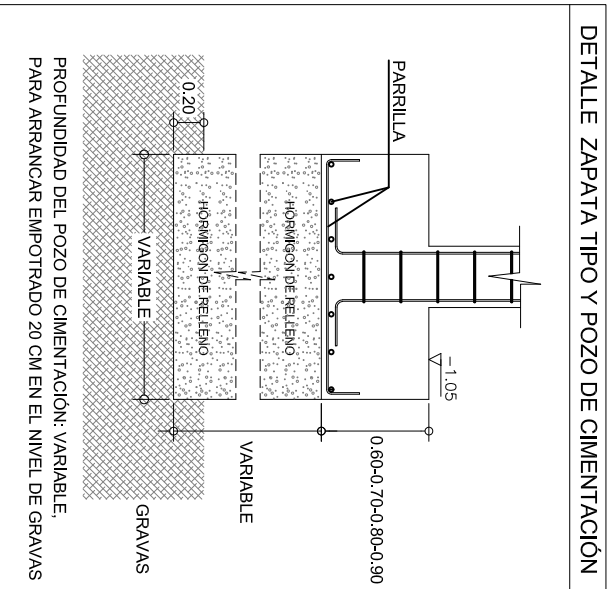 DETALLE ZAPATA TIPO Y POZO DE CIMENTACIÓN
-1.05
PARRILLA
0.60-0.70-0.80-0.90
HORMIGON DE RELLENO
HORMIGON DE RELLENO
VARIABLE
0.20
GRAVAS
VARIABLE
PROFUNDIDAD DEL POZO DE CIMENTACIÓN: VARIABLE,
PARA ARRANCAR EMPOTRADO 20 CM EN EL NIVEL DE GRAVAS